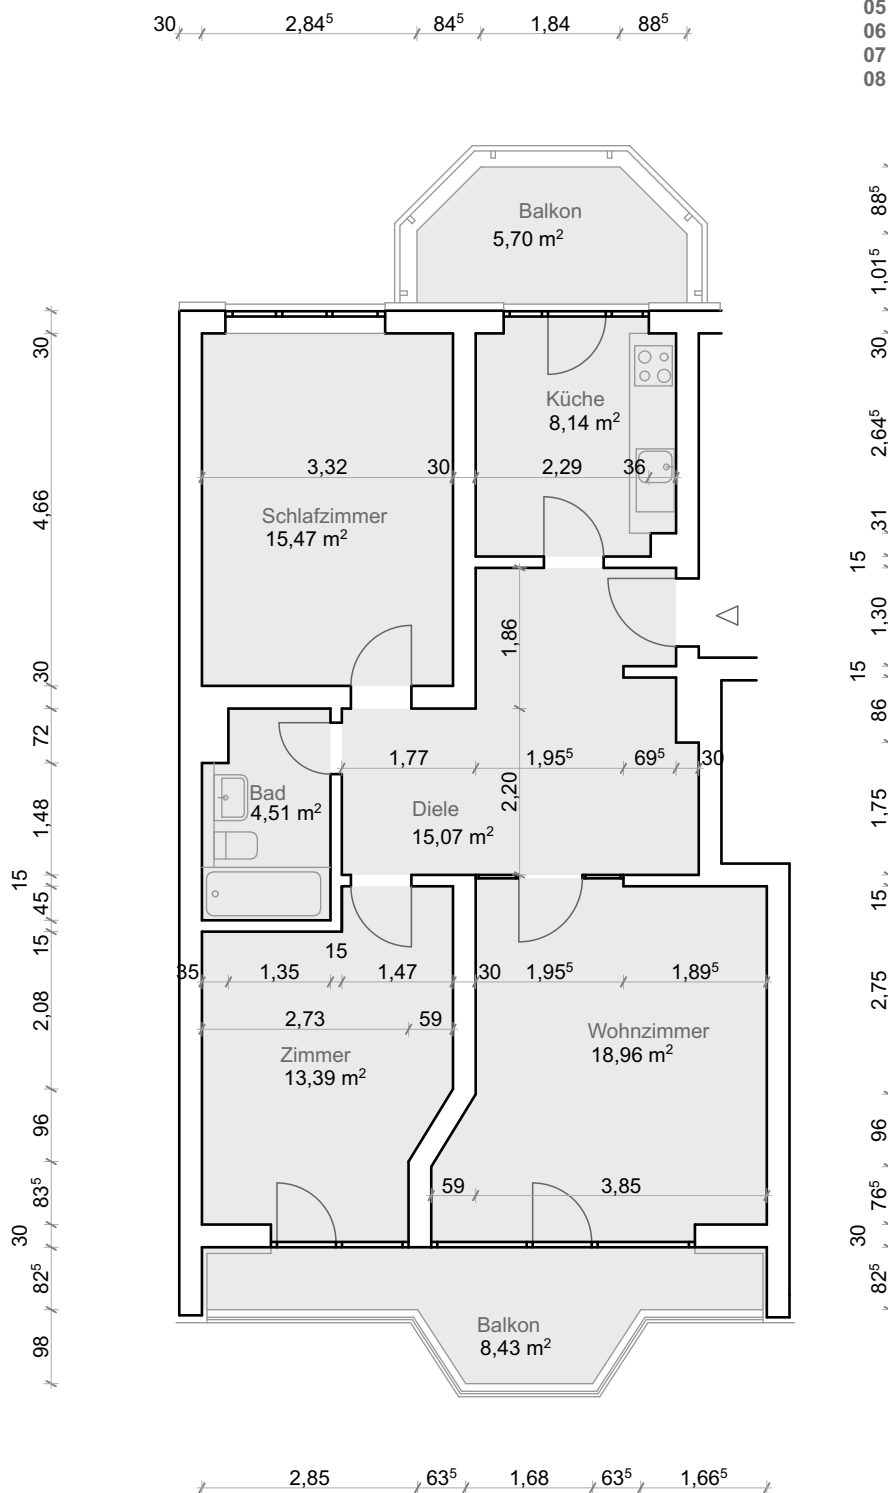 05
30 2,84⁵ 84⁵ 1,84 88⁵
06
07
08
88⁵
Balkon
5,70 m²
1,01⁵
30
30
Küche
8,14 m²
2,64⁵
3,32 30 2,29 36
4,66
Schlafzimmer
15,47 m²
31
15
1,30
1,86
30
15
86
72
1,77 1,95⁵ 69⁵ 30
2,20
Bad
4,51 m²
Diele
15,07 m²
1,48
1,75
15
45
15
15
15
35 1,35 1,47 30 1,95⁵ 1,89⁵
2,08
2,75
2,73 59
Wohnzimmer
18,96 m²
Zimmer
13,39 m²
96
96
59 3,85
83⁵
76⁵
30
30
82⁵
82⁵
Balkon
8,43 m²
98
2,85 63⁵ 1,68 63⁵ 1,66⁵